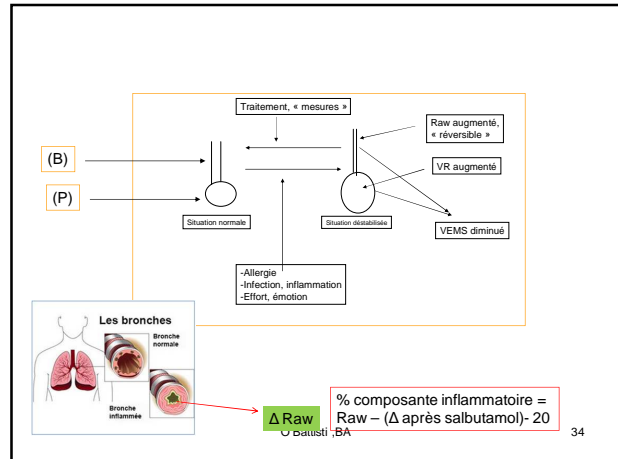 Traitement, « mesures »
Raw augmenté,
« réversible »
(B)
VR augmenté
(P)
Situation normale
Situation déstabilisée
VEMS diminué
-Allergie
-Infection, inflammation
-Effort, émotion
Les bronches
Bronche
normale
Bronche
inflammée
Δ Raw
% composante inflammatoire =
Raw – (Δ après salbutamol)- 20
O Battisti ,BA
34